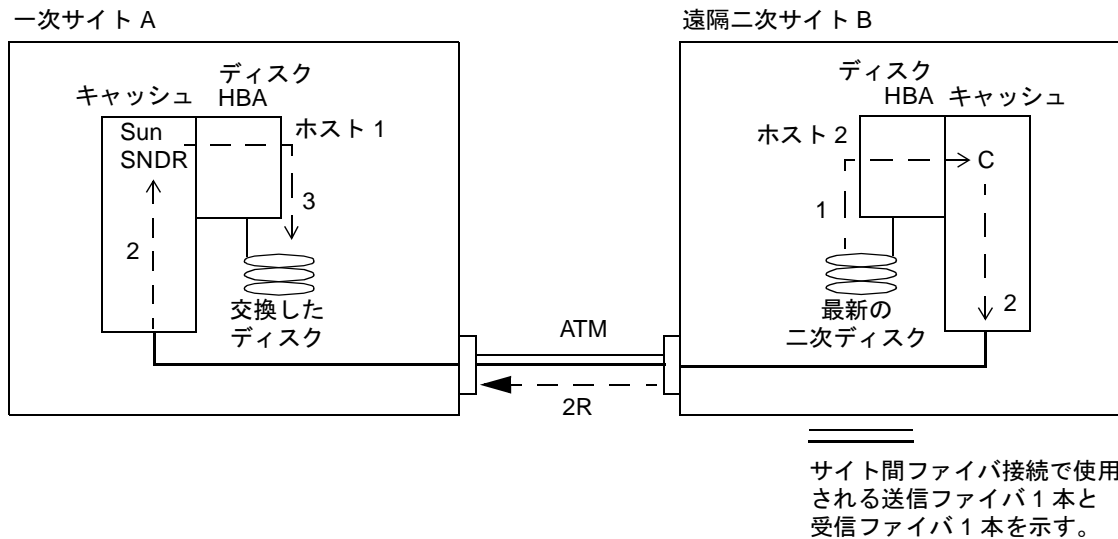 一次サイト A
遠隔二次サイト B
キャッシュ
ディスク
HBA
Sun
SNDR
ホスト 1
3
2
交換した
ディスク
ATM
2R
ディスク
HBA
キャッシュ
ホスト 2
C
1
2
最新の
二次ディスク
サイト間ファイバ接続で使用
される送信ファイバ 1 本と
受信ファイバ 1 本を示す。